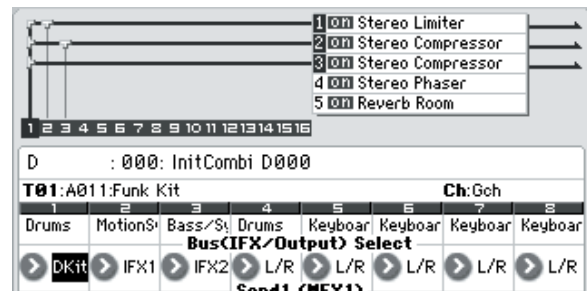 1 on Stereo Limiter
2 on Stereo Compressor
3 on Stereo Compressor
4 on Stereo Phaser
5 on Reverb Room
1 2 3 4 5 6 7 8 9 10 11 12 13 14 15 16
D : 000: InitCombi D000
T01:A011:Funk Kit Ch:Gch
1 2 3 4 5 6 7 8
Drums MotionS Bass/Sy Drums Keyboar Keyboar Keyboar Keyboar
Bus(IFX/Output) Select
DKit IFX1 IFX2 L/R L/R L/R L/R L/R
Send1 (MFX1)